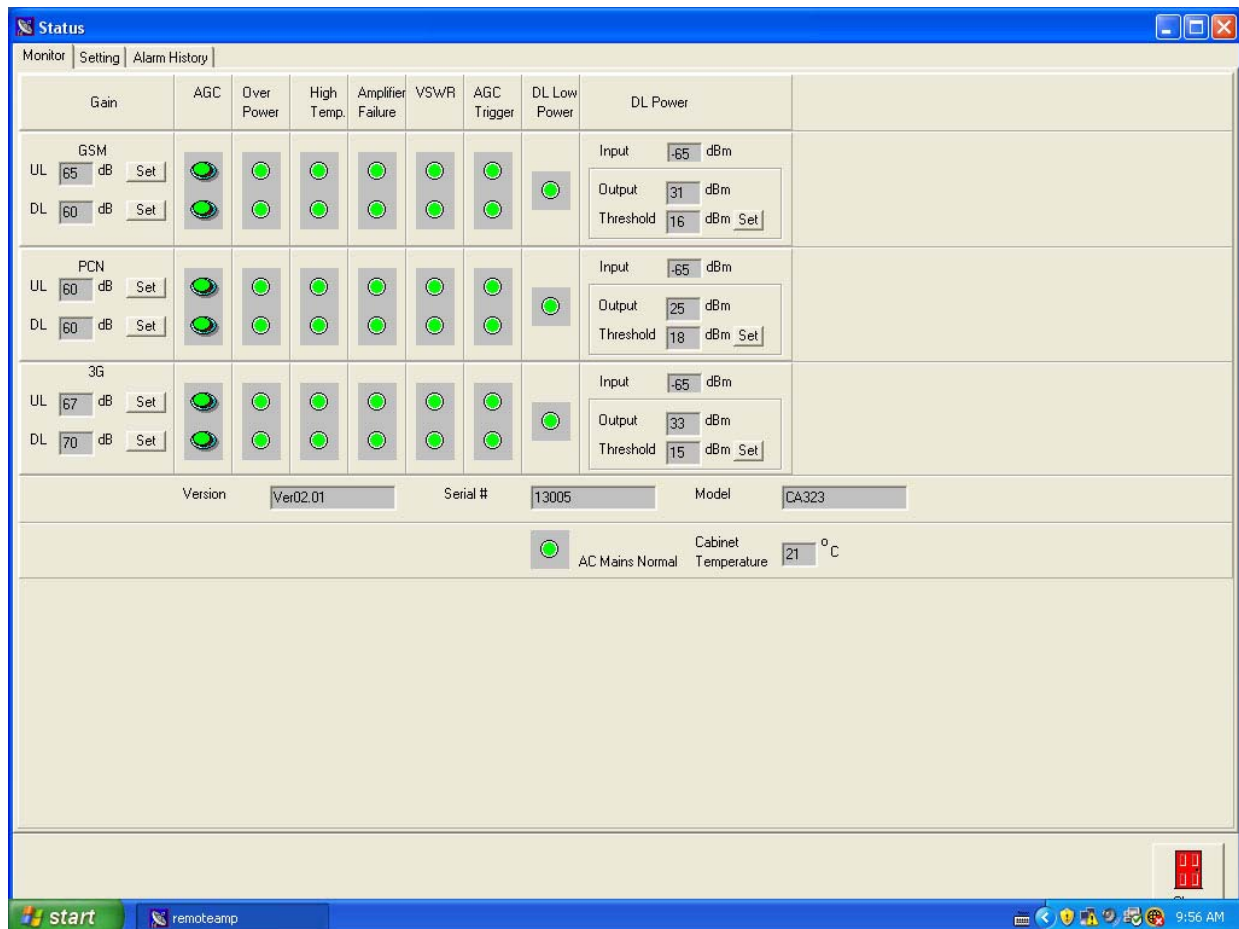 Status
Monitor Setting Alarm History
Gain AGC Over Power High Temp. Amplifier Failure VSWR AGC Trigger DL Low Power DL Power
GSM
UL 65 dB Set
DL 60 dB Set
Input -65 dBm
Output 31 dBm
Threshold 16 dBm Set
PCN
UL 60 dB Set
DL 60 dB Set
Input -65 dBm
Output 25 dBm
Threshold 18 dBm Set
3G
UL 67 dB Set
DL 70 dB Set
Input -65 dBm
Output 33 dBm
Threshold 15 dBm Set
Version Ver02.01 Serial # 13005 Model CA323
AC Mains Normal Cabinet Temperature 21 °C
start remoteamp 9:56 AM